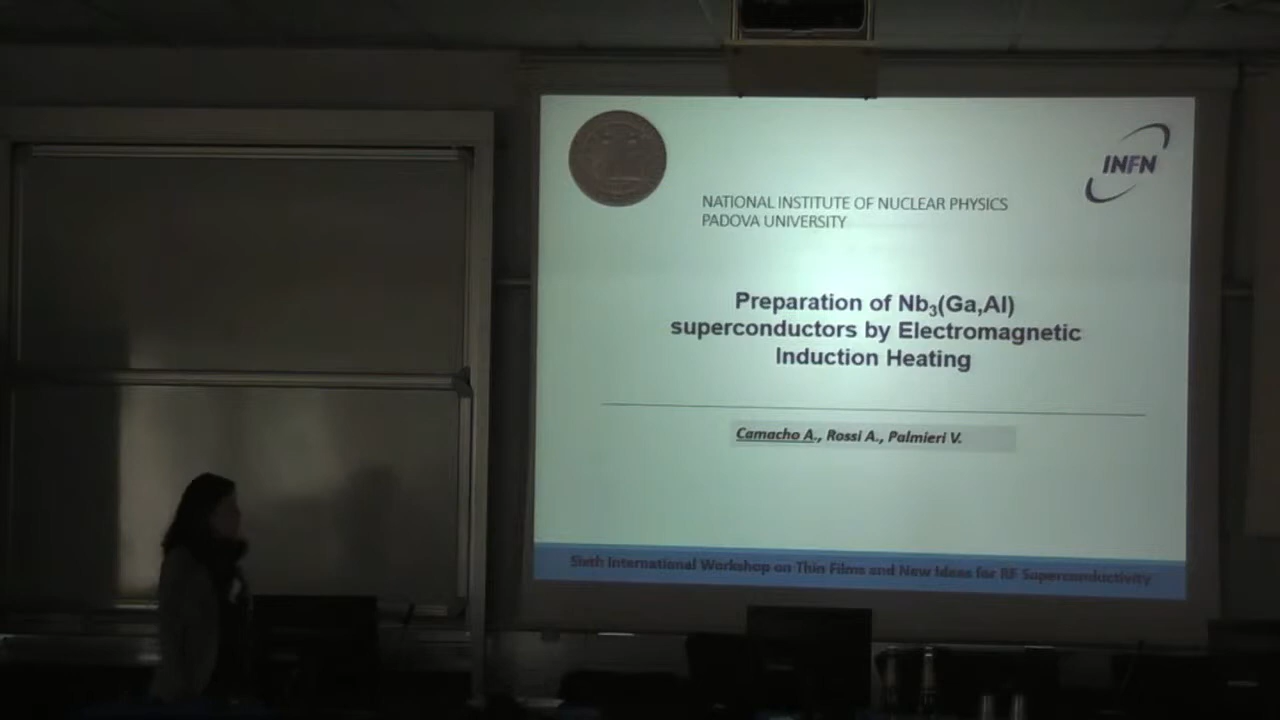 INFN
NATIONAL INSTITUTE OF NUCLEAR PHYSICS
PADOVA UNIVERSITY
Preparation of Nb₃(Ga,Al)
superconductors by Electromagnetic
Induction Heating
Camacho A., Rossi A., Palmieri V.
Sixth International Workshop on Thin Films and New Ideas for RF Superconductivity